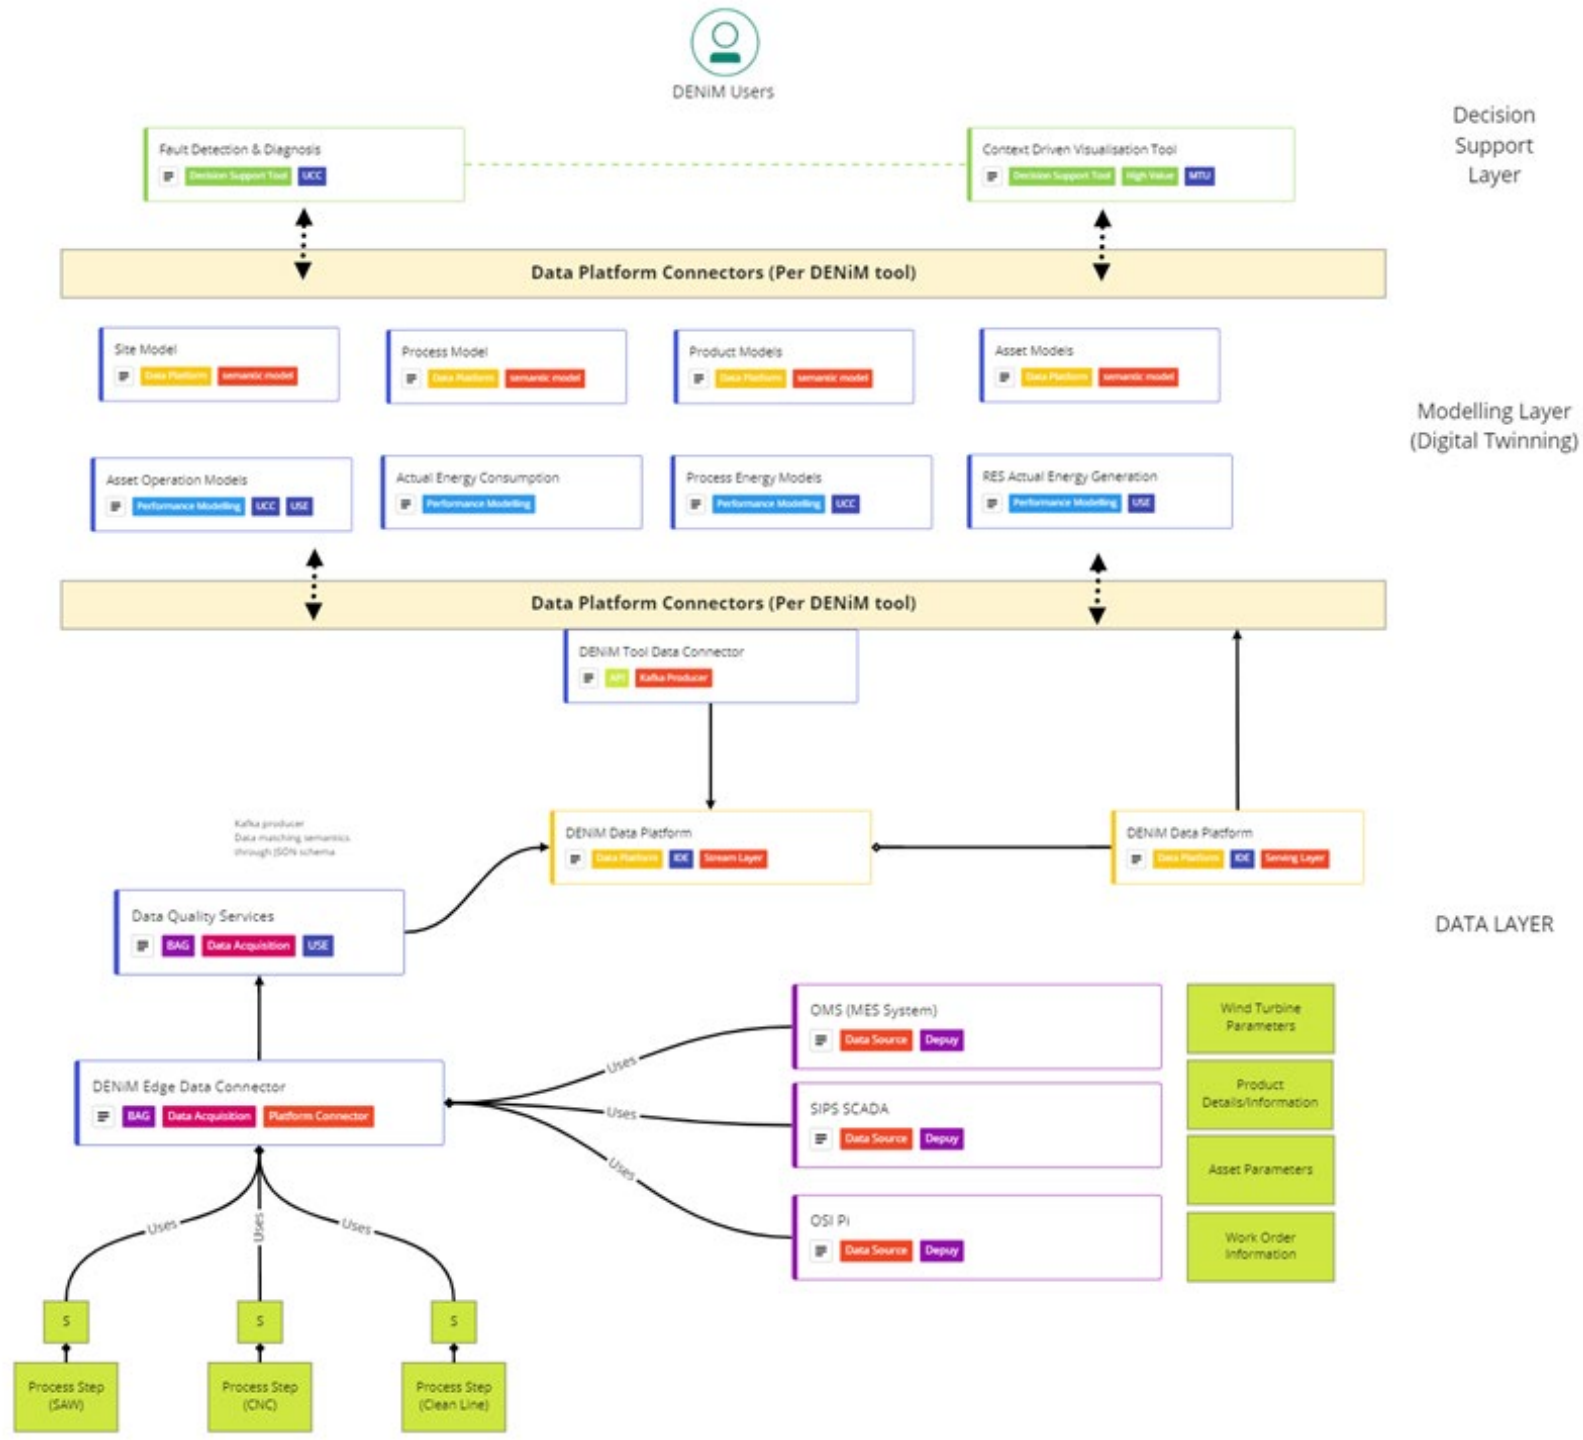 DENiM Users
Decision
Support
Layer
Fault Detection & Diagnosis
Decision Support Tool UCC
Context Driven Visualisation Tool
Decision Support Tool High Value MTU
Data Platform Connectors (Per DENiM tool)
Site Model
Data Platform semantic model
Process Model
Data Platform semantic model
Product Models
Data Platform semantic model
Asset Models
Data Platform semantic model
Modelling Layer
(Digital Twinning)
Asset Operation Models
Performance Modelling UCC USE
Actual Energy Consumption
Performance Modelling
Process Energy Models
Performance Modelling UCC
RES Actual Energy Generation
Performance Modelling USE
Data Platform Connectors (Per DENiM tool)
DENiM Tool Data Connector
API Kafka Producer
Kafka producer
Data matching semantics
through JSON schema
DENiM Data Platform
Data Platform IDE Stream Layer
DENiM Data Platform
Data Platform IDE Serving Layer
Data Quality Services
BAG Data Acquisition USE
DATA LAYER
DENiM Edge Data Connector
BAG Data Acquisition Platform Connector
Uses
Uses
Uses
OMS (MES System)
Data Source Depuy
SIPS SCADA
Data Source Depuy
OSI Pi
Data Source Depuy
Wind Turbine
Parameters
Product
Details/Information
Asset Parameters
Work Order
Information
Uses
Uses
Uses
S
S
S
Process Step
(SAW)
Process Step
(CNC)
Process Step
(Clean Line)